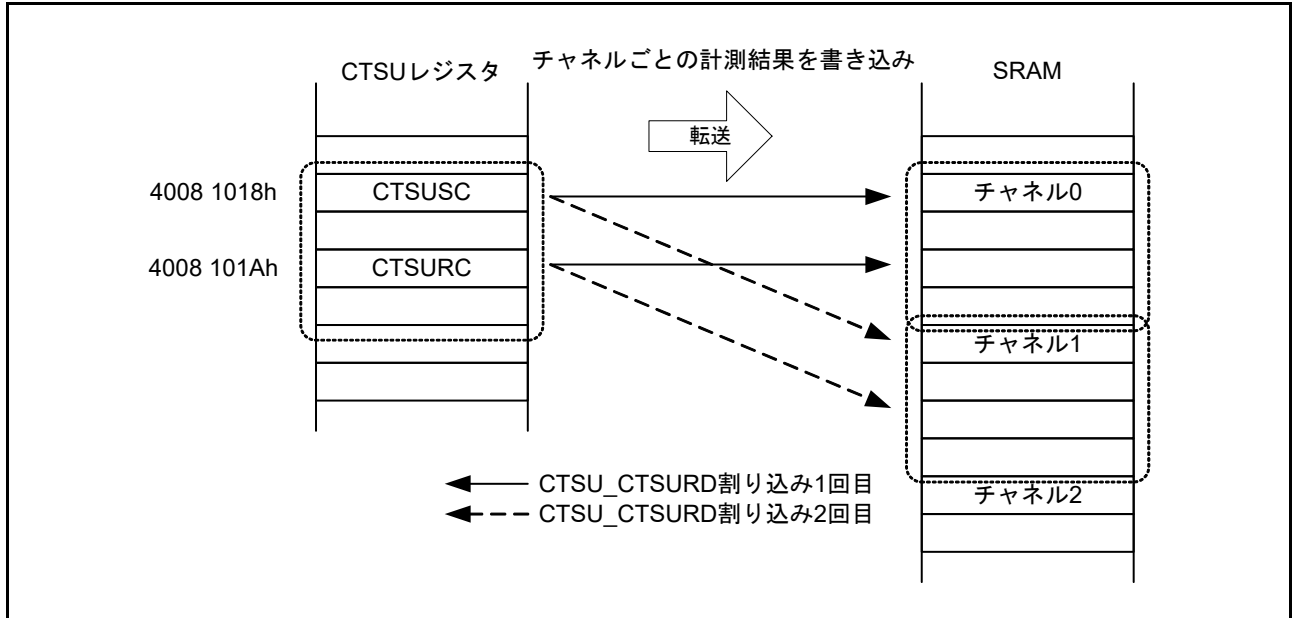 CTSUレジスタ
チャネルごとの計測結果を書き込み
SRAM
転送
4008 1018h
CTSUSC
チャネル0
4008 101Ah
CTSURC
チャネル1
CTSU_CTSURD割り込み1回目
チャネル2
CTSU_CTSURD割り込み2回目